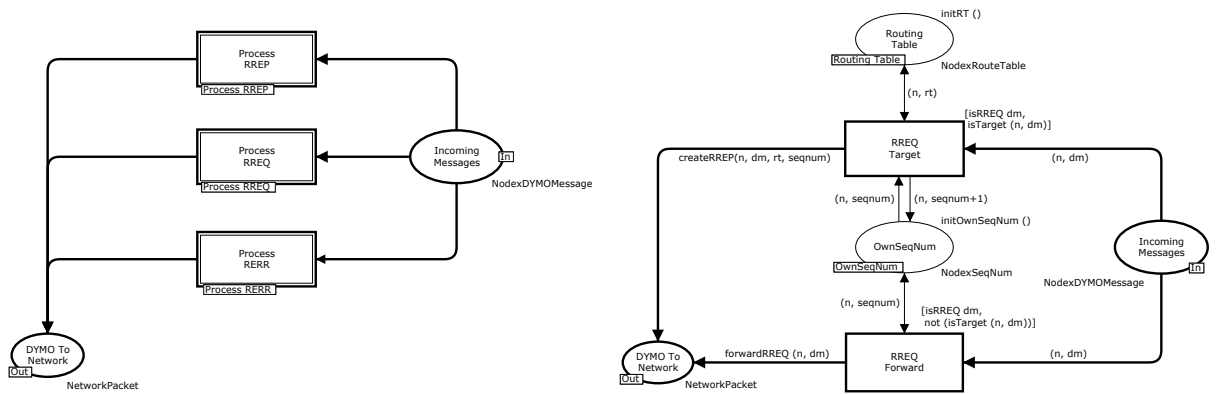 Process
RREP
Process RREP
Process
RREQ
Process RREQ
Incoming
Messages
In
NodexDYMOMessage
Process
RERR
Process RERR
DYMO To
Network
Out
NetworkPacket
initRT ()
Routing
Table
Routing Table
NodexRouteTable
(n, rt)
[isRREQ dm,
isTarget (n, dm)]
RREQ
Target
createRREP(n, dm, rt, seqnum)
(n, dm)
(n, seqnum)
(n, seqnum+1)
initOwnSeqNum ()
OwnSeqNum
OwnSeqNum
NodexSeqNum
Incoming
Messages
In
NodexDYMOMessage
(n, seqnum)
[isRREQ dm,
not (isTarget (n, dm))]
DYMO To
Network
Out
NetworkPacket
forwardRREQ (n, dm)
RREQ
Forward
(n, dm)